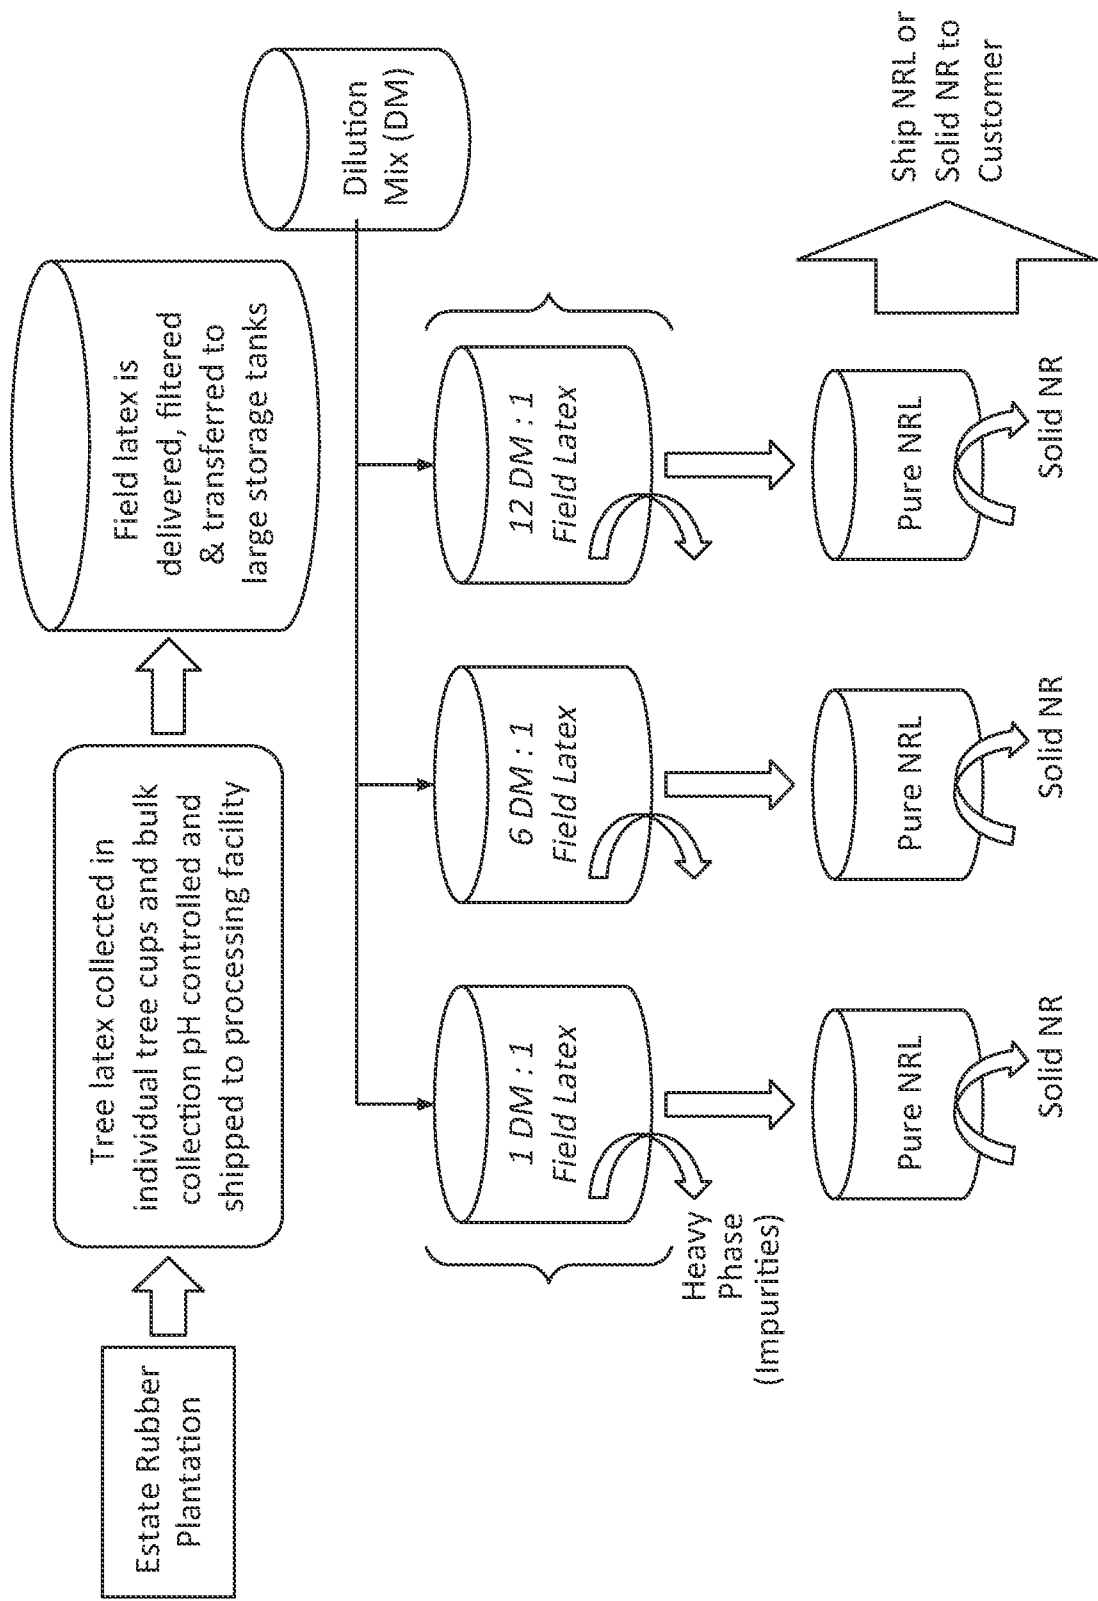 Estate Rubber
Plantation
Tree latex collected in
individual tree cups and bulk
collection pH controlled and
shipped to processing facility
Field latex is
delivered, filtered
& transferred to
large storage tanks
Dilution
Mix (DM)
1 DM : 1
Field Latex
6 DM : 1
Field Latex
12 DM : 1
Field Latex
Heavy
Phase
(Impurities)
Pure NRL
Pure NRL
Pure NRL
Solid NR
Solid NR
Solid NR
Ship NRL or
Solid NR to
Customer